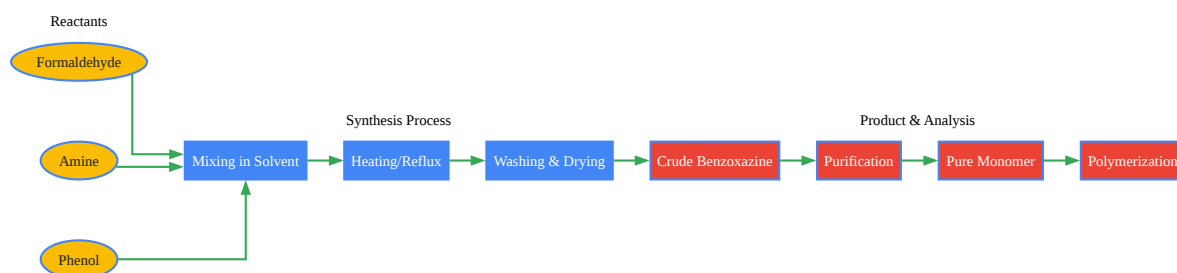 Reactants
Formaldehyde
Synthesis Process
Product & Analysis
Amine
Mixing in Solvent
Heating/Reflux
Washing & Drying
Crude Benzoxazine
Purification
Pure Monomer
Polymerization
Phenol